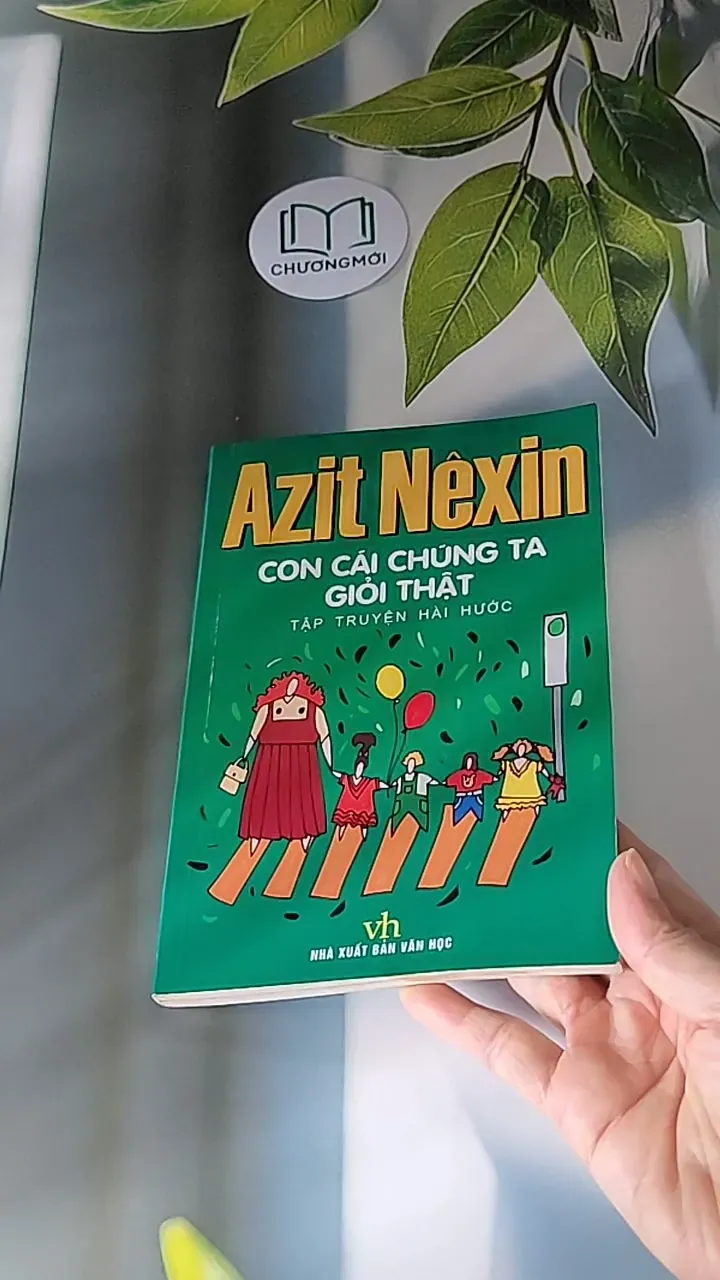 CHƯƠNGMỚI
Azit Nêxin
CON CÁI CHÚNG TA
GIỎI THẬT
TẬP TRUYỆN HÀI HƯỚC
vh
NHÀ XUẤT BẢN VĂN HỌC